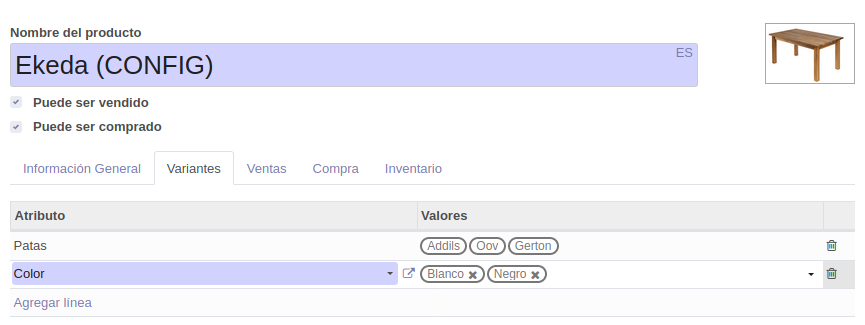 Nombre del producto
Ekeda (CONFIG) ES
Puede ser vendido
Puede ser comprado
Información General Variantes Ventas Compra Inventario
Atributo Valores
Patas Addils Oov Gerton
Color Blanco Negro
Agregar línea